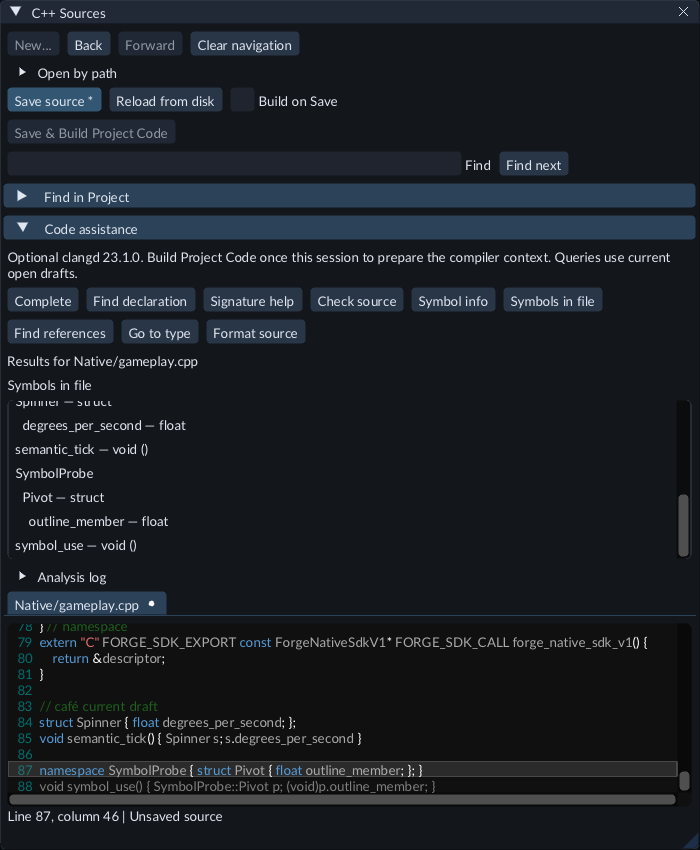 C++ Sources
New... Back Forward Clear navigation
Open by path
Save source * Reload from disk Build on Save
Save & Build Project Code
Find Find next
Find in Project
Code assistance
Optional clangd 23.1.0. Build Project Code once this session to prepare the compiler context. Queries use current
open drafts.
Complete Find declaration Signature help Check source Symbol info Symbols in file
Find references Go to type Format source
Results for Native/gameplay.cpp
Symbols in file
Spinner — struct
degrees_per_second — float
semantic_tick — void ()
SymbolProbe
Pivot — struct
outline_member — float
symbol_use — void ()
Analysis log
Native/gameplay.cpp
78 } // namespace
79 extern "C" FORGE_SDK_EXPORT const ForgeNativeSdkV1* FORGE_SDK_CALL forge_native_sdk_v1() {
80 return &descriptor;
81 }
82
83 // café current draft
84 struct Spinner { float degrees_per_second; };
85 void semantic_tick() { Spinner s; s.degrees_per_second }
86
87 namespace SymbolProbe { struct Pivot { float outline_member; }; }
88 void symbol_use() { SymbolProbe::Pivot p; (void)p.outline_member; }
Line 87, column 46 | Unsaved source